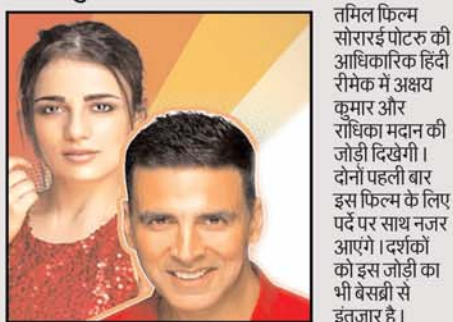 तमिल फिल्म
सोरारई पोटरु की
आधिकारिक हिंदी
रीमेक में अक्षय
कुमार और
राधिका मदान की
जोड़ी दिखेगी।
दोनों पहली बार
इस फिल्म के लिए
पर्दे पर साथ नजर
आएंगे। दर्शकों
को इस जोड़ी का
भी बेसब्री से
इंतजार है।